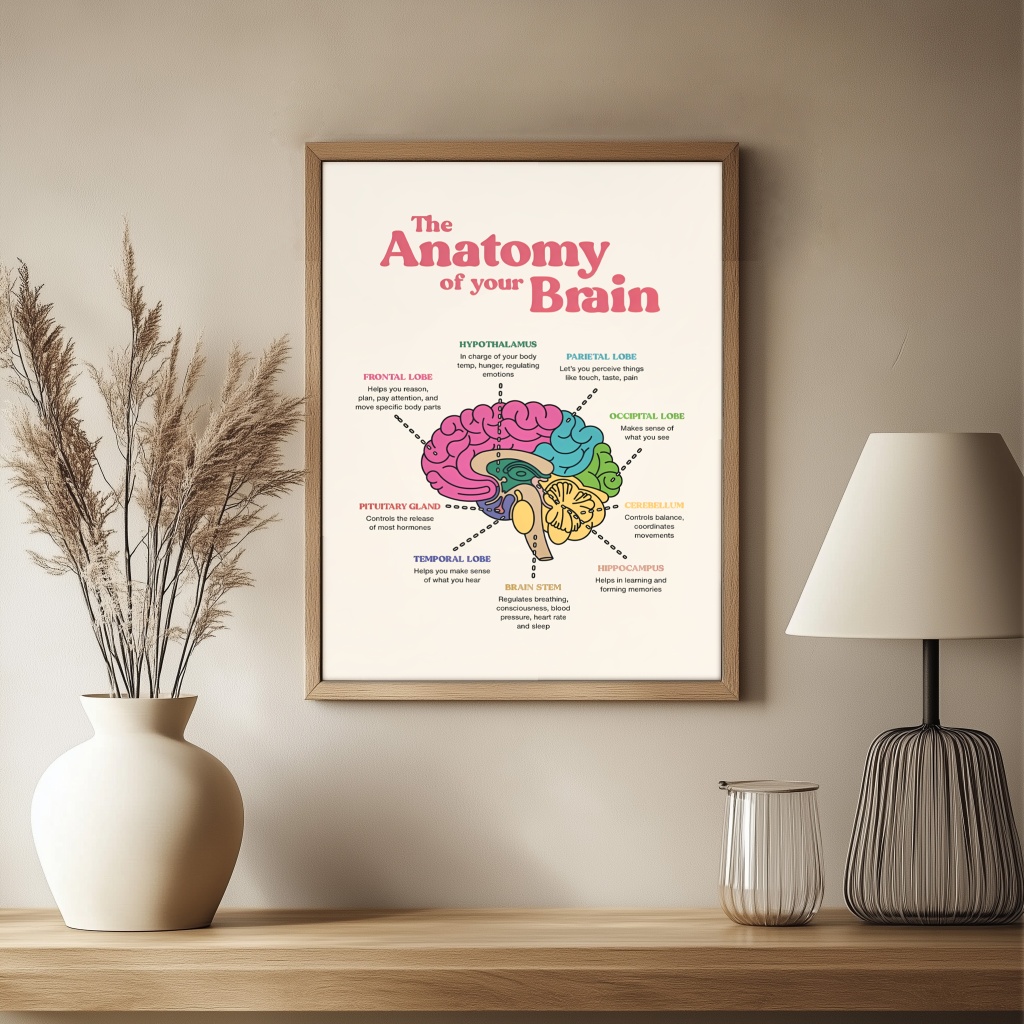 The
Anatomy
of your Brain
HYPOTHALAMUS
In charge of your body
temp, hunger, regulating
emotions
PARIETAL LOBE
Let's you perceive things
like touch, taste, pain
FRONTAL LOBE
Helps you reason,
plan, pay attention, and
move specific body parts
OCCIPITAL LOBE
Makes sense of
what you see
PITUITARY GLAND
Controls the release
of most hormones
CEREBELLUM
Controls balance,
coordinates
movements
TEMPORAL LOBE
Helps you make sense
of what you hear
HIPPOCAMPUS
Helps in learning and
forming memories
BRAIN STEM
Regulates breathing,
consciousness, blood
pressure, heart rate
and sleep